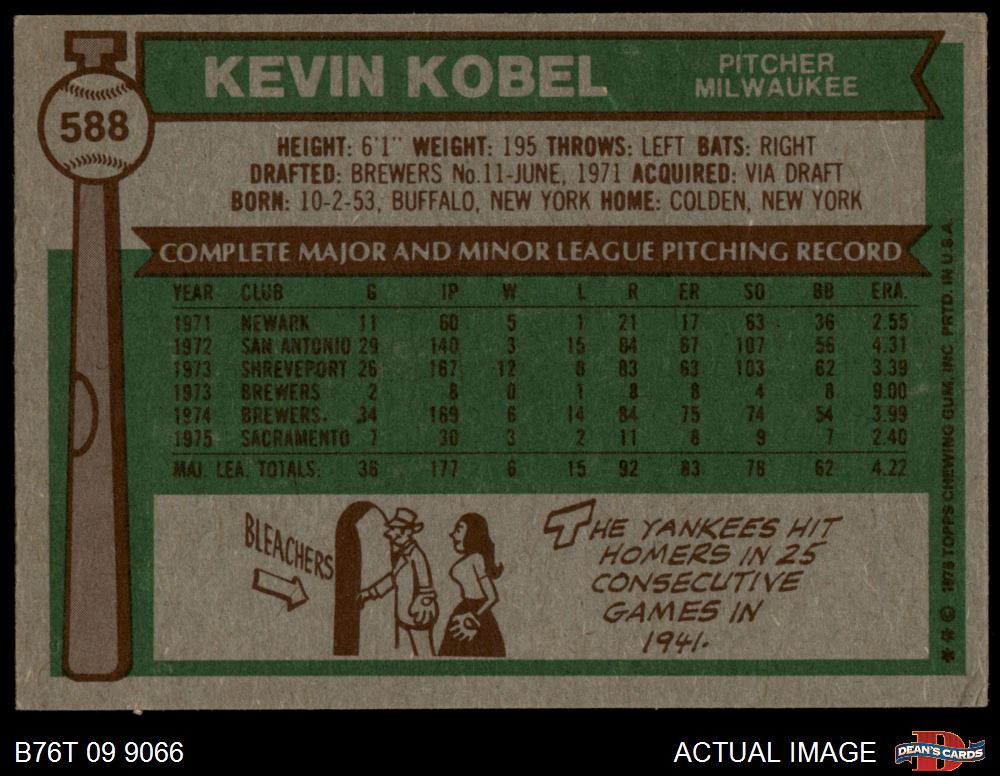 588
KEVIN KOBEL
PITCHER
MILWAUKEE
HEIGHT: 6'1" WEIGHT: 195 THROWS: LEFT BATS: RIGHT
DRAFTED: BREWERS No.11-JUNE, 1971 ACQUIRED: VIA DRAFT
BORN: 10-2-53, BUFFALO, NEW YORK HOME: COLDEN, NEW YORK
COMPLETE MAJOR AND MINOR LEAGUE PITCHING RECORD
YEAR CLUB G IP W L R ER SO BB ERA.
1971 NEWARK 11 60 5 1 21 17 63 36 2.55
1972 SAN ANTONIO 29 140 3 15 84 67 107 56 4.31
1973 SHREVEPORT 26 167 12 8 83 63 103 62 3.39
1973 BREWERS 2 8 0 1 8 8 4 8 9.00
1974 BREWERS. 34 169 6 14 84 75 74 54 3.99
1975 SACRAMENTO 7 30 3 2 11 8 9 7 2.40
MAJ. LEA. TOTALS. 36 177 6 15 92 83 78 62 4.22
BLEACHERS
THE YANKEES HIT
HOMERS IN 25
CONSECUTIVE
GAMES IN
1941.
** © 1976 TOPPS CHEWING GUM, INC. PRTD. IN U.S.A.
B76T 09 9066
ACTUAL IMAGE
D
DEAN'S CARDS